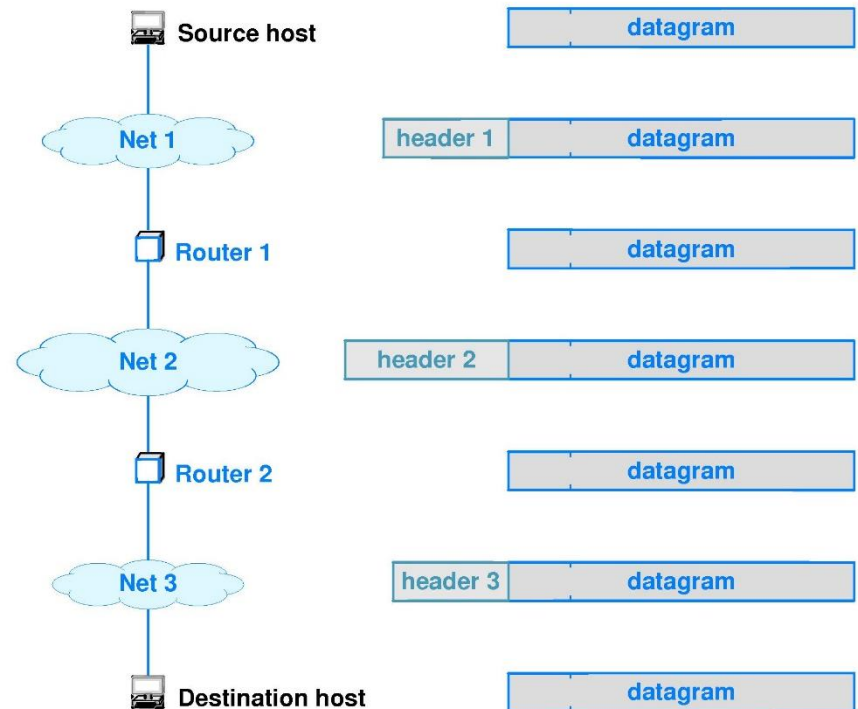 Source host datagram
Net 1 header 1 datagram
Router 1 datagram
Net 2 header 2 datagram
Router 2 datagram
Net 3 header 3 datagram
Destination host datagram